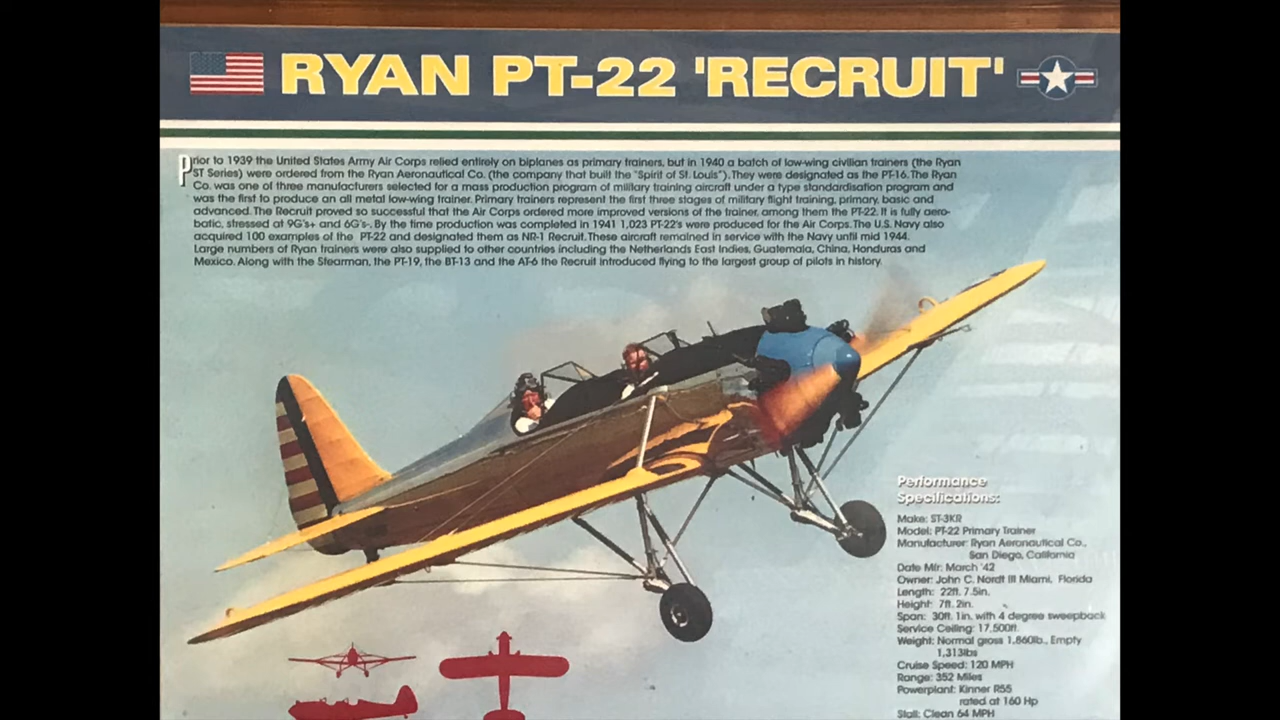 RYAN PT-22 'RECRUIT'
Prior to 1939 the United States Army Air Corps relied entirely on biplanes as primary trainers, but in 1940 a batch of low-wing civilian trainers (the Ryan
ST Series) were ordered from the Ryan Aeronautical Co. (the company that built the "Spirit of St. Louis"). They were designated as the PT-16. The Ryan
Co. was one of three manufacturers selected for a mass production program of military training aircraft under a type standardisation program and
was the first to produce an all metal low-wing trainer. Primary trainers represent the first three stages of military flight training, primary, basic and
advanced. The Recruit proved so successful that the Air Corps ordered more improved versions of the trainer, among them the PT-22. It is fully aero-
batic, stressed at 9G's+ and 6G's-. By the time production was completed in 1941 1,023 PT-22's were produced for the Air Corps. The U.S. Navy also
acquired 100 examples of the PT-22 and designated them as NR-1 Recruit. These aircraft remained in service with the Navy until mid 1944.
Large numbers of Ryan trainers were also supplied to other countries including the Netherlands East Indies, Guatemala, China, Honduras and
Mexico. Along with the Stearman, the PT-19, the BT-13 and the AT-6 the Recruit introduced flying to the largest group of pilots in history.
Performance
Specifications:
Make: ST-3KR
Model: PT-22 Primary Trainer
Manufacturer: Ryan Aeronautical Co.,
San Diego, California
Date Mfr: March '42
Owner: John C. Nordt III Miami, Florida
Length: 22ft. 7.5in.
Height: 7ft. 2in.
Span: 30ft. 1in. with 4 degree sweepback
Service Ceiling: 17,500ft.
Weight: Normal gross 1,860lb., Empty
1,313lbs
Cruise Speed: 120 MPH
Range: 352 Miles
Powerplant: Kinner R55
rated at 160 Hp
Stall: Clean 64 MPH